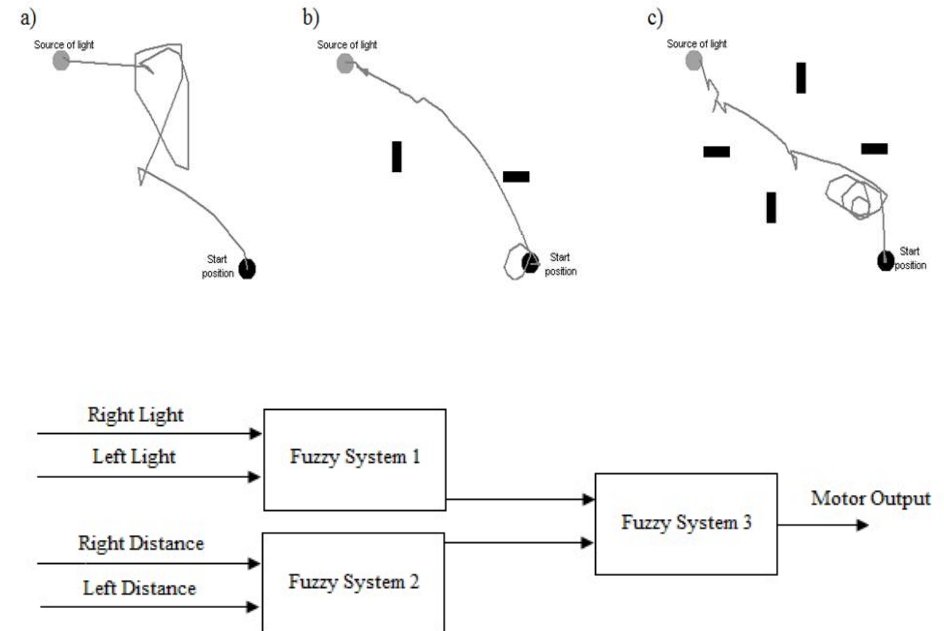 a)
b)
c)
Source of light
Source of light
Source of light
Start
position
Start
position
Start
position
Right Light
Left Light
Fuzzy System 1
Right Distance
Left Distance
Fuzzy System 2
Fuzzy System 3
Motor Output